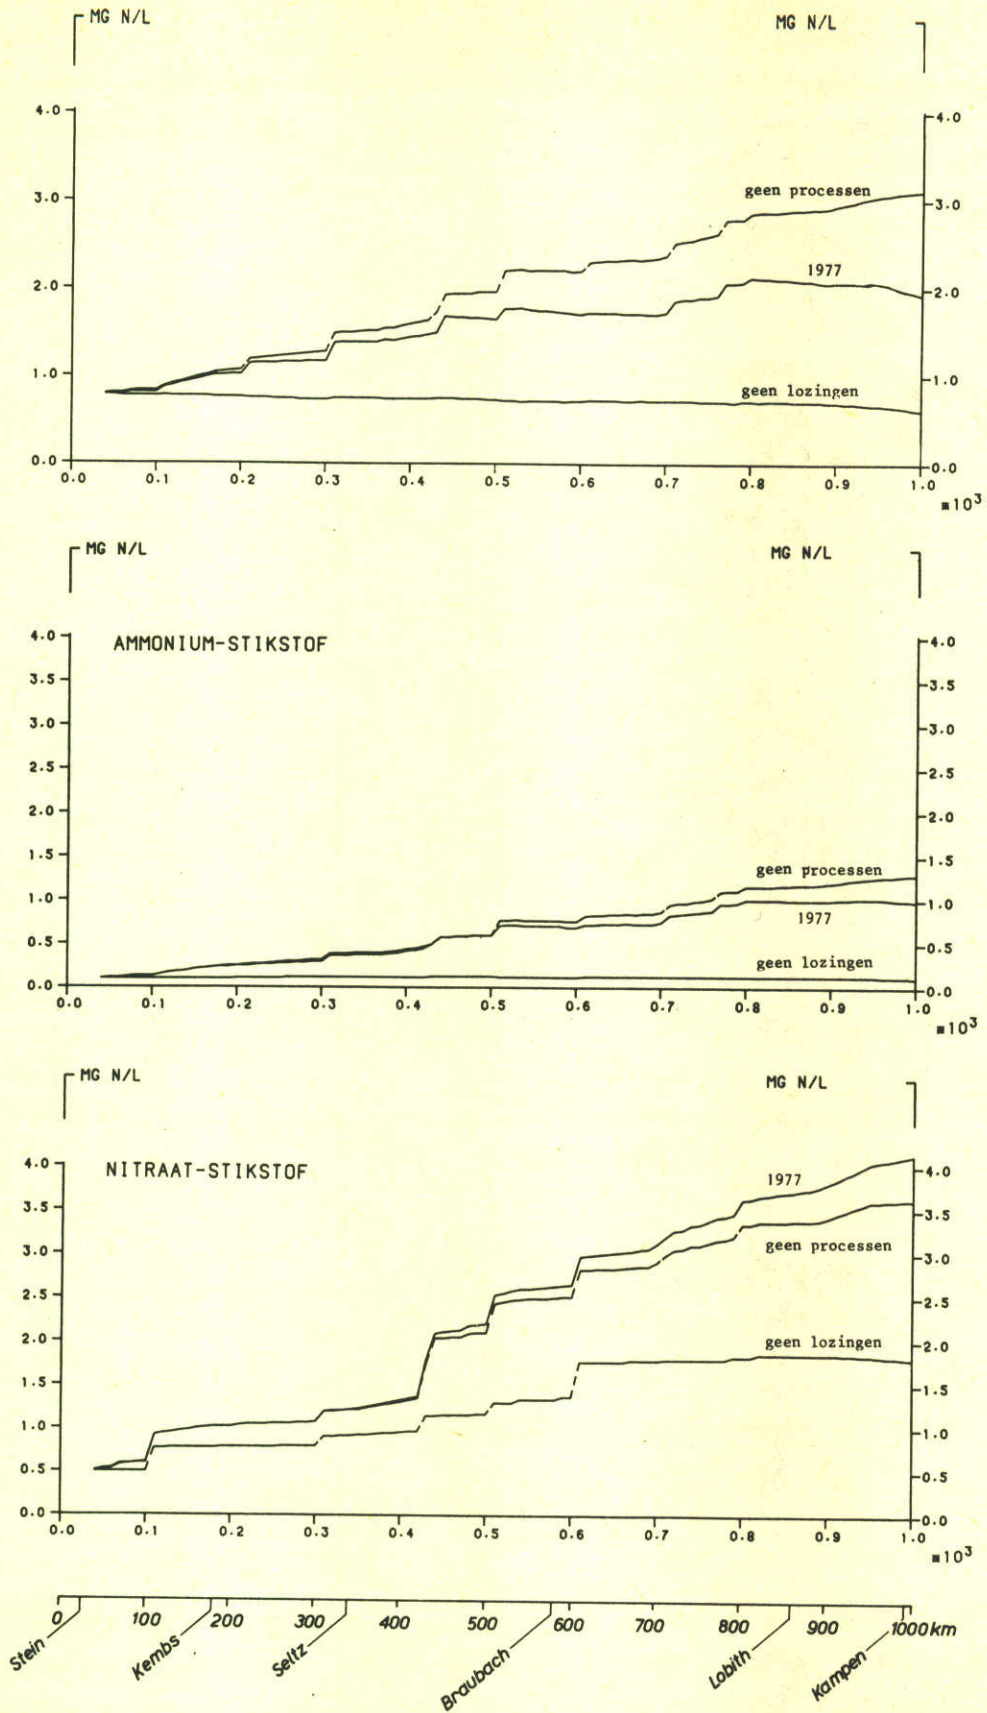 MG N/L MG N/L
4.0 4.0
geen processen
3.0 3.0
1977
2.0 2.0
geen lozingen
1.0 1.0
0.0 0.0
0.0 0.1 0.2 0.3 0.4 0.5 0.6 0.7 0.8 0.9 1.0
■10³
MG N/L MG N/L
AMMONIUM-STIKSTOF
4.0 4.0
3.5 3.5
3.0 3.0
2.5 2.5
2.0 2.0
1.5 1.5
geen processen
1.0 1.0
1977
0.5 0.5
geen lozingen
0.0 0.0
0.0 0.1 0.2 0.3 0.4 0.5 0.6 0.7 0.8 0.9 1.0
■10³
MG N/L MG N/L
NITRAAT-STIKSTOF
4.0 4.0
1977
3.5 3.5
geen processen
3.0 3.0
2.5 2.5
2.0 2.0
geen lozingen
1.5 1.5
1.0 1.0
0.5 0.5
0.0 0.0
0.0 0.1 0.2 0.3 0.4 0.5 0.6 0.7 0.8 0.9 1.0
■10³
0 100 200 300 400 500 600 700 800 900 1000 km
Stein Kembs Seltz Braubach Lobith Kampen